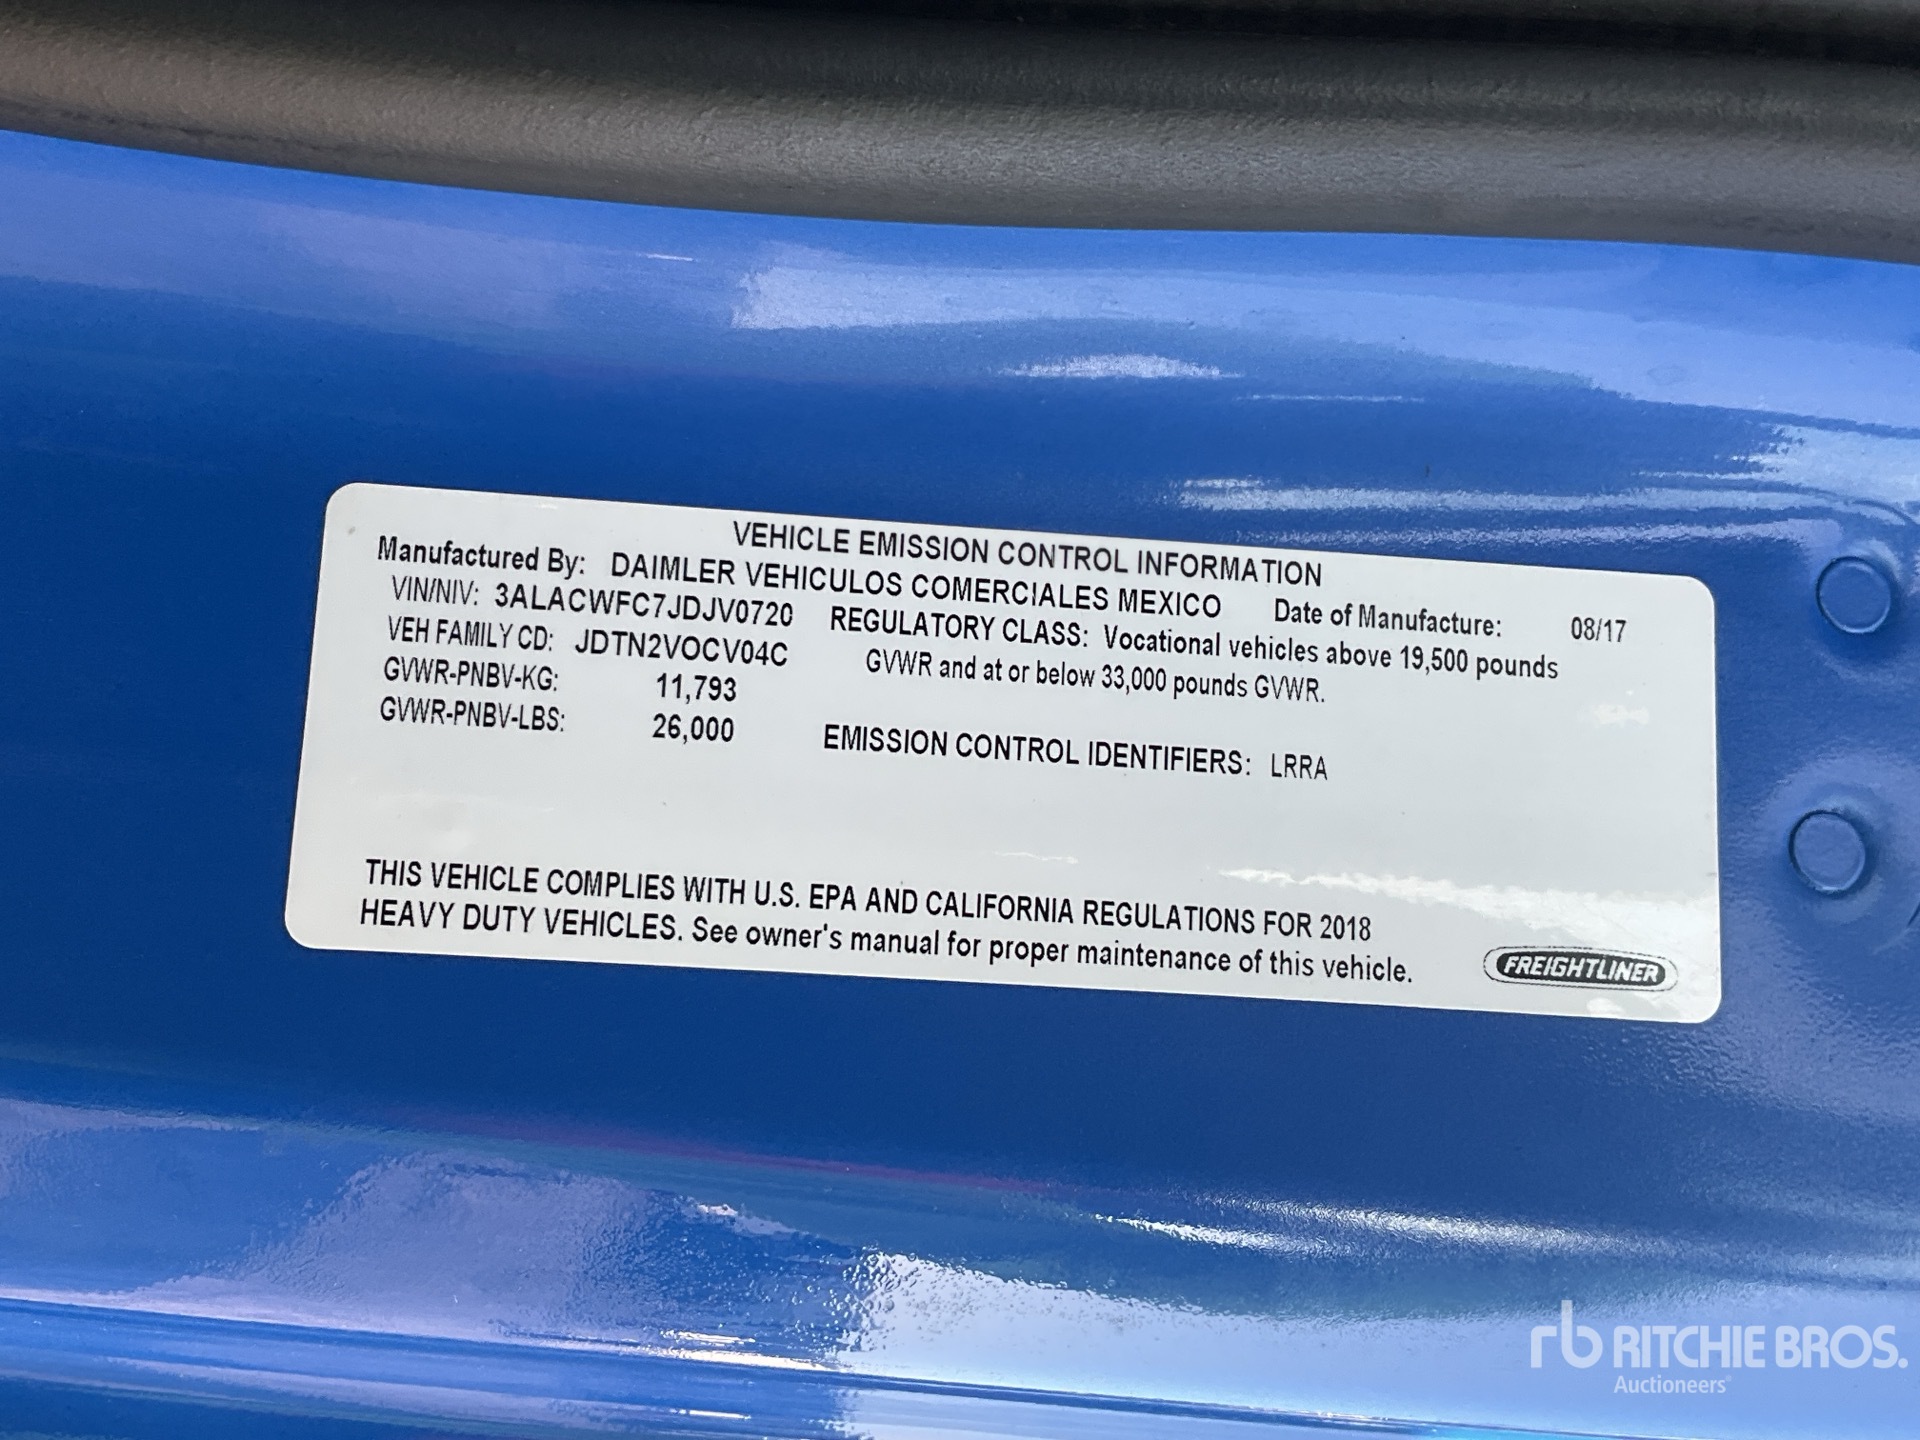 VEHICLE EMISSION CONTROL INFORMATION
Manufactured By: DAIMLER VEHICULOS COMERCIALES MEXICO Date of Manufacture: 08/17
VIN/NIV: 3ALACWFC7JDJV0720 REGULATORY CLASS: Vocational vehicles above 19,500 pounds
VEH FAMILY CD: JDTN2VOCV04C GVWR and at or below 33,000 pounds GVWR.
GVWR-PNBV-KG: 11,793
GVWR-PNBV-LBS: 26,000 EMISSION CONTROL IDENTIFIERS: LRRA
THIS VEHICLE COMPLIES WITH U.S. EPA AND CALIFORNIA REGULATIONS FOR 2018
HEAVY DUTY VEHICLES. See owner's manual for proper maintenance of this vehicle.
FREIGHTLINER
rb RITCHIE BROS.
Auctioneers